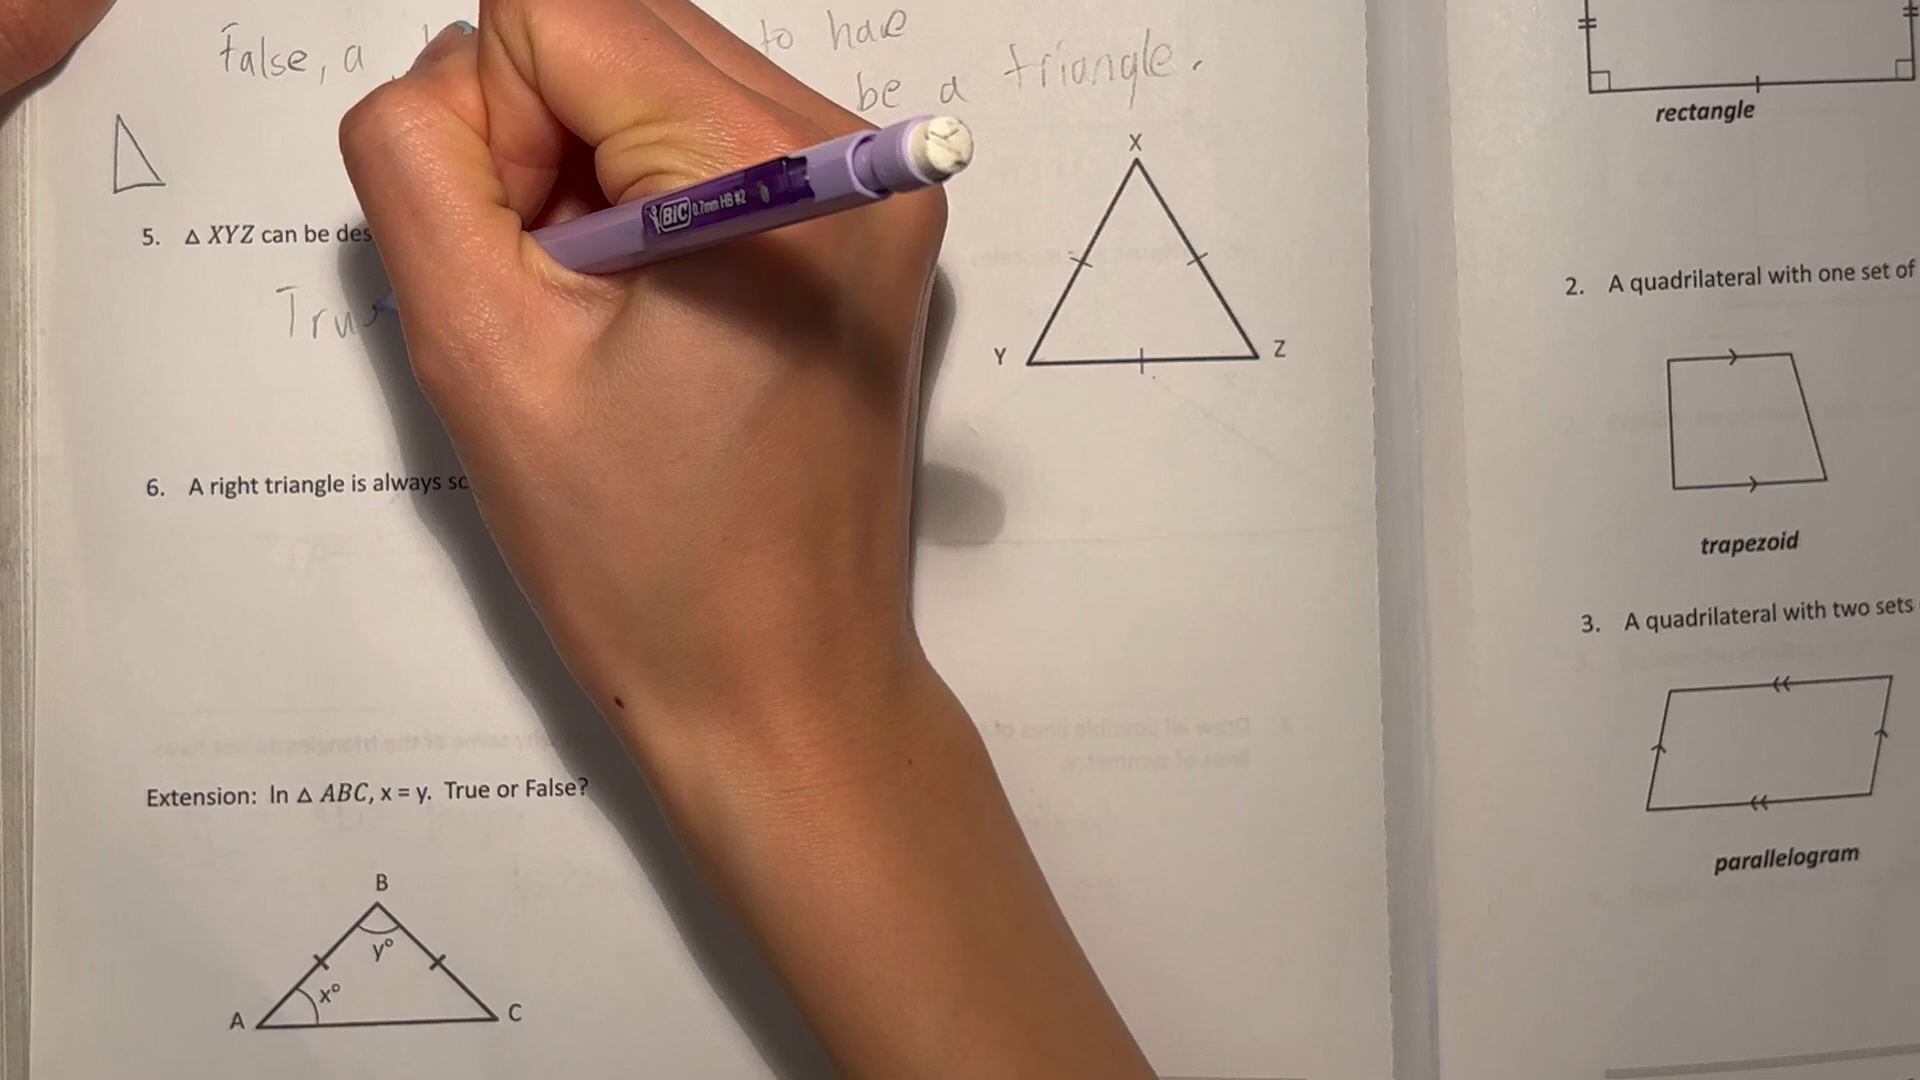 False, a to have
be a triangle.
X
Y
Z
5. △ XYZ can be des
Tru
BIC 0.7mm HB #2
6. A right triangle is always sc
Extension: In △ ABC, x = y. True or False?
B
y°
x°
A
C
rectangle
2. A quadrilateral with one set of
trapezoid
3. A quadrilateral with two sets
parallelogram